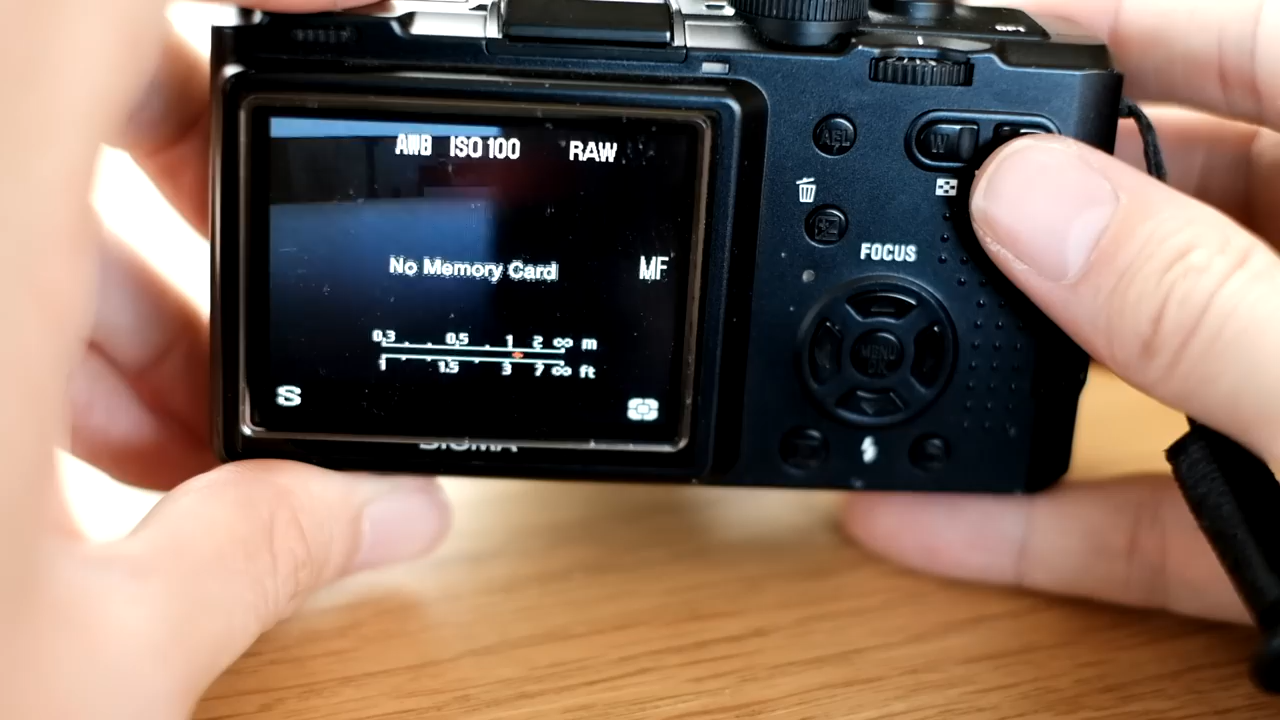 AWB ISO 100 RAW
AEL
W
FOCUS
No Memory Card
MF
0.3 0.5 1 2 ∞ m
1 1.5 3 7 ∞ ft
MENU
OK
S
SIGMA